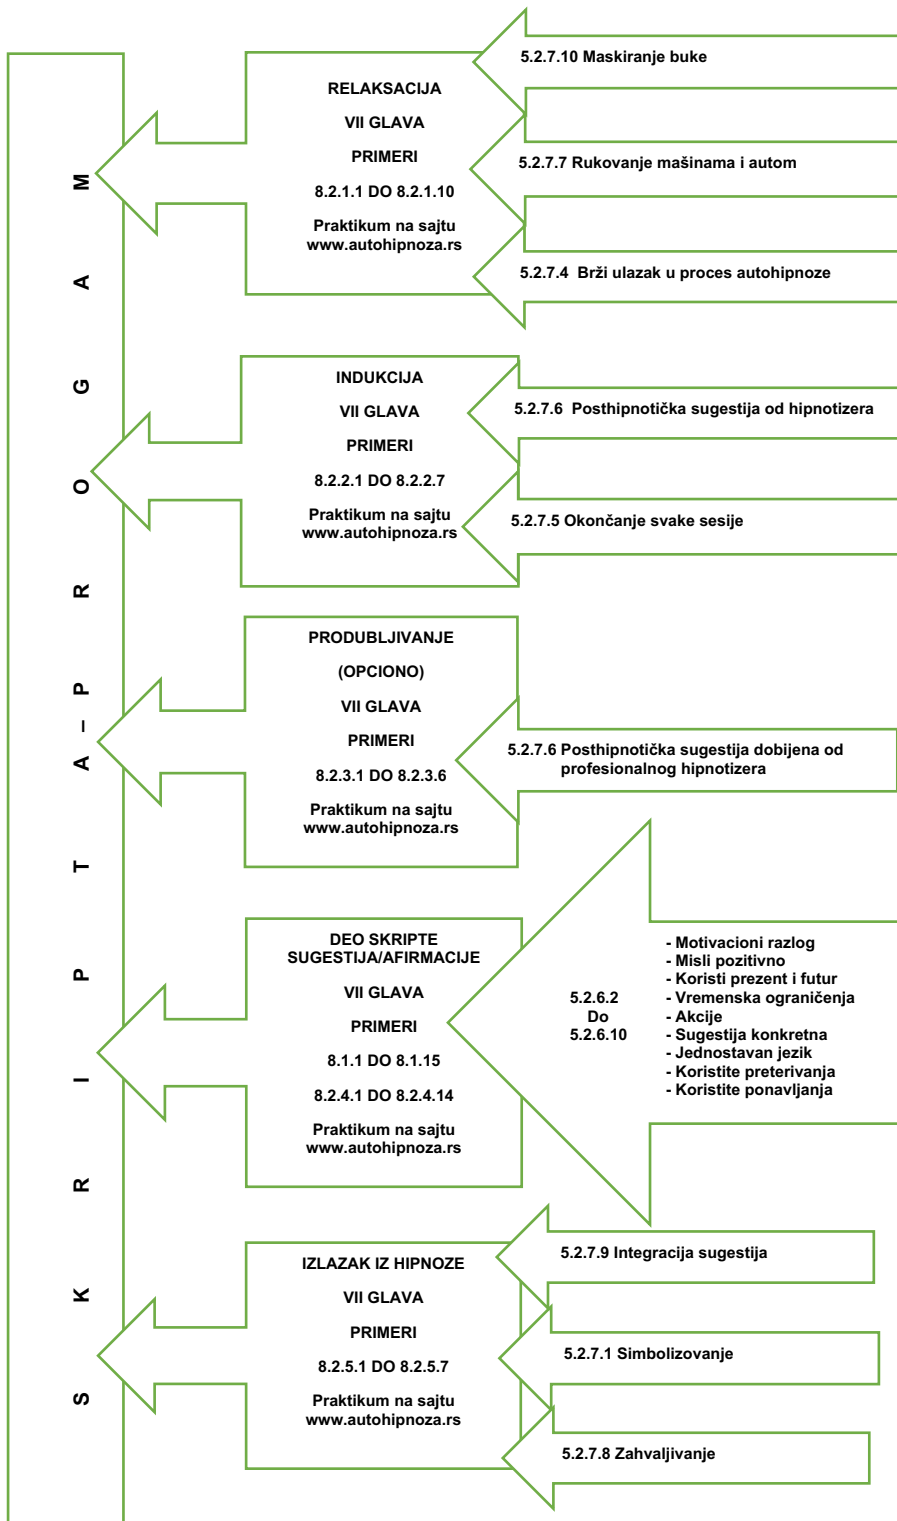 SKRIPTA – PROGRAM
RELAKSACIJA
VII GLAVA
PRIMERI
8.2.1.1 DO 8.2.1.10
Praktikum na sajtu
www.autohipnoza.rs
5.2.7.10 Maskiranje buke
5.2.7.7 Rukovanje mašinama i autom
5.2.7.4 Brži ulazak u proces autohipnoze
INDUKCIJA
VII GLAVA
PRIMERI
8.2.2.1 DO 8.2.2.7
Praktikum na sajtu
www.autohipnoza.rs
5.2.7.6 Posthipnotička sugestija od hipnotizera
5.2.7.5 Okončanje svake sesije
PRODUBLJIVANJE
(OPCIONO)
VII GLAVA
PRIMERI
8.2.3.1 DO 8.2.3.6
Praktikum na sajtu
www.autohipnoza.rs
5.2.7.6 Posthipnotička sugestija dobijena od
profesionalnog hipnotizera
DEO SKRIPTE
SUGESTIJA/AFIRMACIJE
VII GLAVA
PRIMERI
8.1.1 DO 8.1.15
8.2.4.1 DO 8.2.4.14
Praktikum na sajtu
www.autohipnoza.rs
5.2.6.2
Do
5.2.6.10
- Motivacioni razlog
- Misli pozitivno
- Koristi prezent i futur
- Vremenska ograničenja
- Akcije
- Sugestija konkretna
- Jednostavan jezik
- Koristite preterivanja
- Koristite ponavljanja
IZLAZAK IZ HIPNOZE
VII GLAVA
PRIMERI
8.2.5.1 DO 8.2.5.7
Praktikum na sajtu
www.autohipnoza.rs
5.2.7.9 Integracija sugestija
5.2.7.1 Simbolizovanje
5.2.7.8 Zahvaljivanje